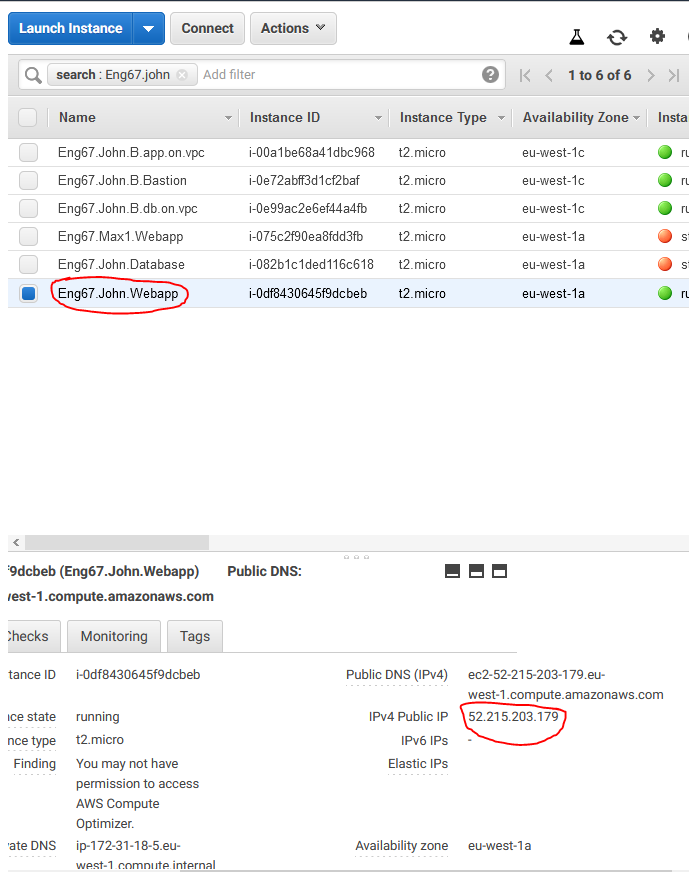 Launch Instance Connect Actions
search : Eng67.john Add filter 1 to 6 of 6
Name Instance ID Instance Type Availability Zone Insta
Eng67.John.B.app.on.vpc i-00a1be68a41dbc968 t2.micro eu-west-1c ru
Eng67.John.B.Bastion i-0e72abff3d1cf2baf t2.micro eu-west-1c ru
Eng67.John.B.db.on.vpc i-0e99ac2e6ef44a4fb t2.micro eu-west-1c ru
Eng67.Max1.Webapp i-075c2f90ea8fdd3fb t2.micro eu-west-1a st
Eng67.John.Database i-082b1c1ded116c618 t2.micro eu-west-1a st
Eng67.John.Webapp i-0df8430645f9dcbeb t2.micro eu-west-1a ru
f9dcbeb (Eng67.John.Webapp) Public DNS:
west-1.compute.amazonaws.com
Checks Monitoring Tags
tance ID i-0df8430645f9dcbeb Public DNS (IPv4) ec2-52-215-203-179.eu-
west-1.compute.amazonaws.com
nce state running IPv4 Public IP 52.215.203.179
nce type t2.micro IPv6 IPs -
Finding You may not have Elastic IPs
permission to access
AWS Compute
Optimizer.
vate DNS ip-172-31-18-5.eu- Availability zone eu-west-1a
west-1.compute.internal